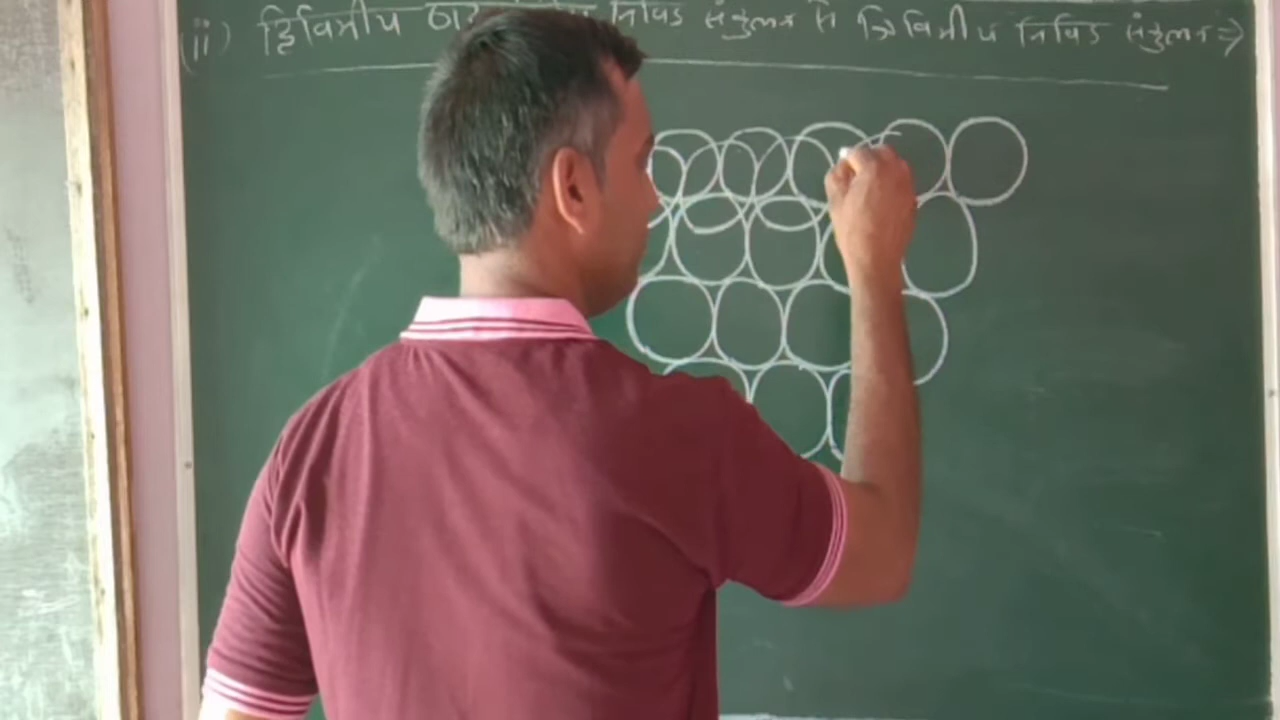 (ii) द्विविमीय निविड संकुलन से त्रिविमीय निविड संकुलन ⇒